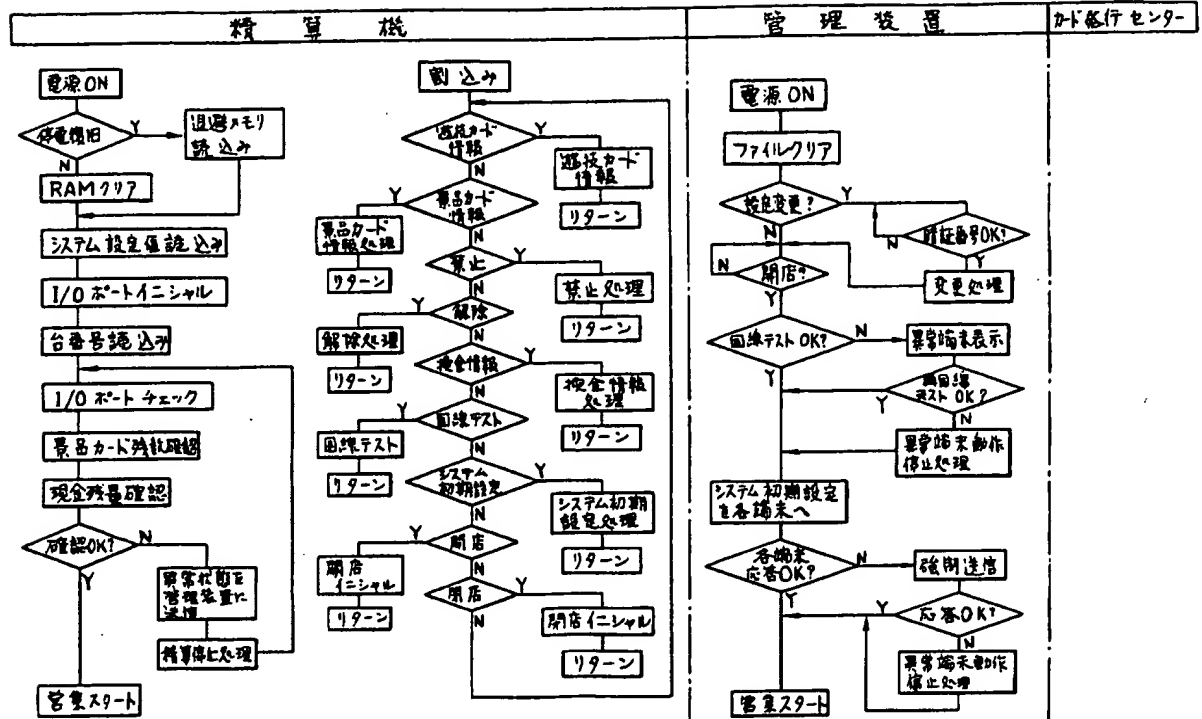 精算機
管理装置
カード発行センター
電源ON
停電復旧
Y
退避メモリ
読込み
N
RAMクリア
システム設定値読込み
I/Oポートイニシャル
台番号読込み
I/Oポートチェック
景品カード残数確認
現金残量確認
確認OK?
N
Y
異常状態を
管理装置に
送信
精算停止処理
営業スタート
割込み
遊技カード
情報
Y
遊技カード
情報
リターン
N
景品カード
情報
Y
景品カード
情報処理
リターン
N
禁止
Y
禁止処理
リターン
N
解除
Y
解除処理
リターン
N
換金情報
Y
換金情報
処理
リターン
N
回線テスト
Y
回線テスト
リターン
N
システム
初期設定
Y
システム初期
設定処理
リターン
N
開店
Y
開店
イニシャル
リターン
N
閉店
Y
閉店イニシャル
リターン
N
電源ON
ファイルクリア
設定変更?
Y
暗証番号OK?
N
Y
変更処理
N
開店?
N
Y
回線テストOK?
N
異常端末表示
Y
再回線
テストOK?
Y
N
異常端末動作
停止処理
システム初期設定
を各端末へ
各端末
応答OK?
N
強制送信
Y
応答OK?
Y
N
異常端末動作
停止処理
営業スタート